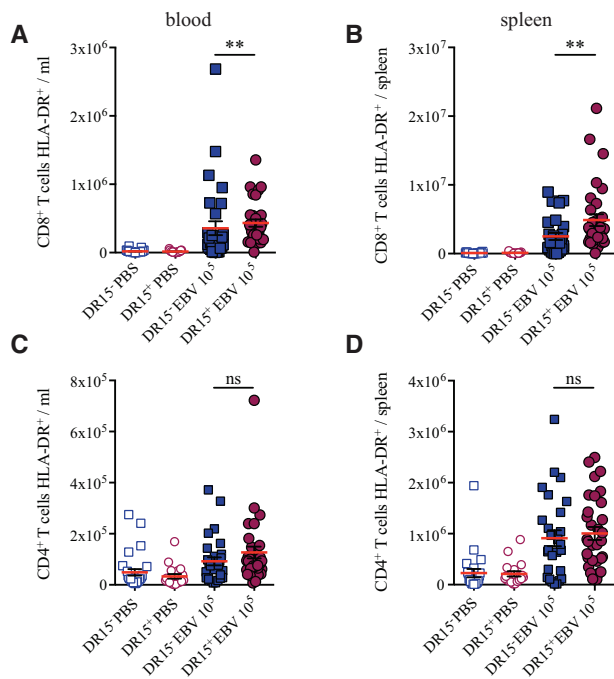 blood
spleen
A
CD8⁺ T cells HLA-DR⁺ / ml
3x10⁶
2x10⁶
1x10⁶
0
**
DR15⁻ PBS
DR15⁺ PBS
DR15⁻ EBV 10⁵
DR15⁺ EBV 10⁵
B
CD8⁺ T cells HLA-DR⁺ / spleen
3x10⁷
2x10⁷
1x10⁷
0
**
DR15⁻ PBS
DR15⁺ PBS
DR15⁻ EBV 10⁵
DR15⁺ EBV 10⁵
C
CD4⁺ T cells HLA-DR⁺ / ml
8x10⁵
6x10⁵
4x10⁵
2x10⁵
0
ns
DR15⁻ PBS
DR15⁺ PBS
DR15⁻ EBV 10⁵
DR15⁺ EBV 10⁵
D
CD4⁺ T cells HLA-DR⁺ / spleen
4x10⁶
3x10⁶
2x10⁶
1x10⁶
0
ns
DR15⁻ PBS
DR15⁺ PBS
DR15⁻ EBV 10⁵
DR15⁺ EBV 10⁵